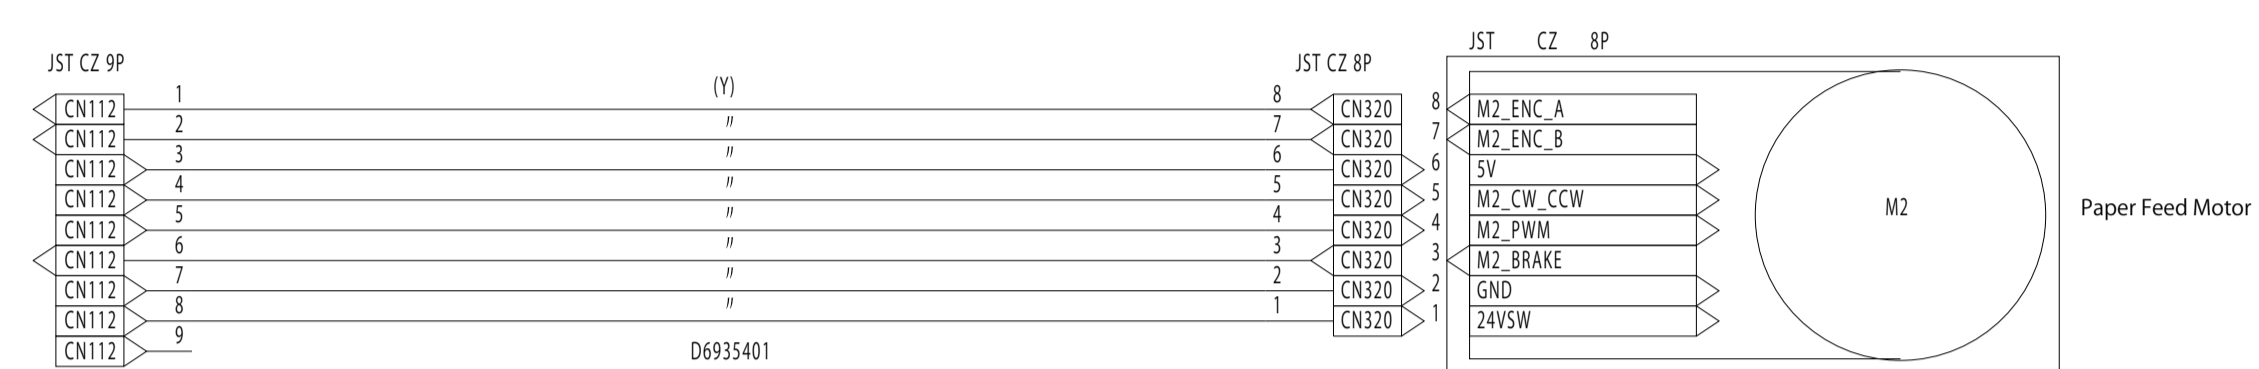 JST CZ 8P
JST CZ 9P JST CZ 8P
1 (Y) 8 8
CN112 CN320 M2_ENC_A
2 〃 7 7
CN112 CN320 M2_ENC_B
3 〃 6 6
CN112 CN320 5V
4 〃 5 5
CN112 CN320 M2_CW_CCW
M2 Paper Feed Motor
5 〃 4 4
CN112 CN320 M2_PWM
6 〃 3 3
CN112 CN320 M2_BRAKE
7 〃 2 2
CN112 CN320 GND
8 〃 1 1
CN112 CN320 24VSW
9
CN112 D6935401